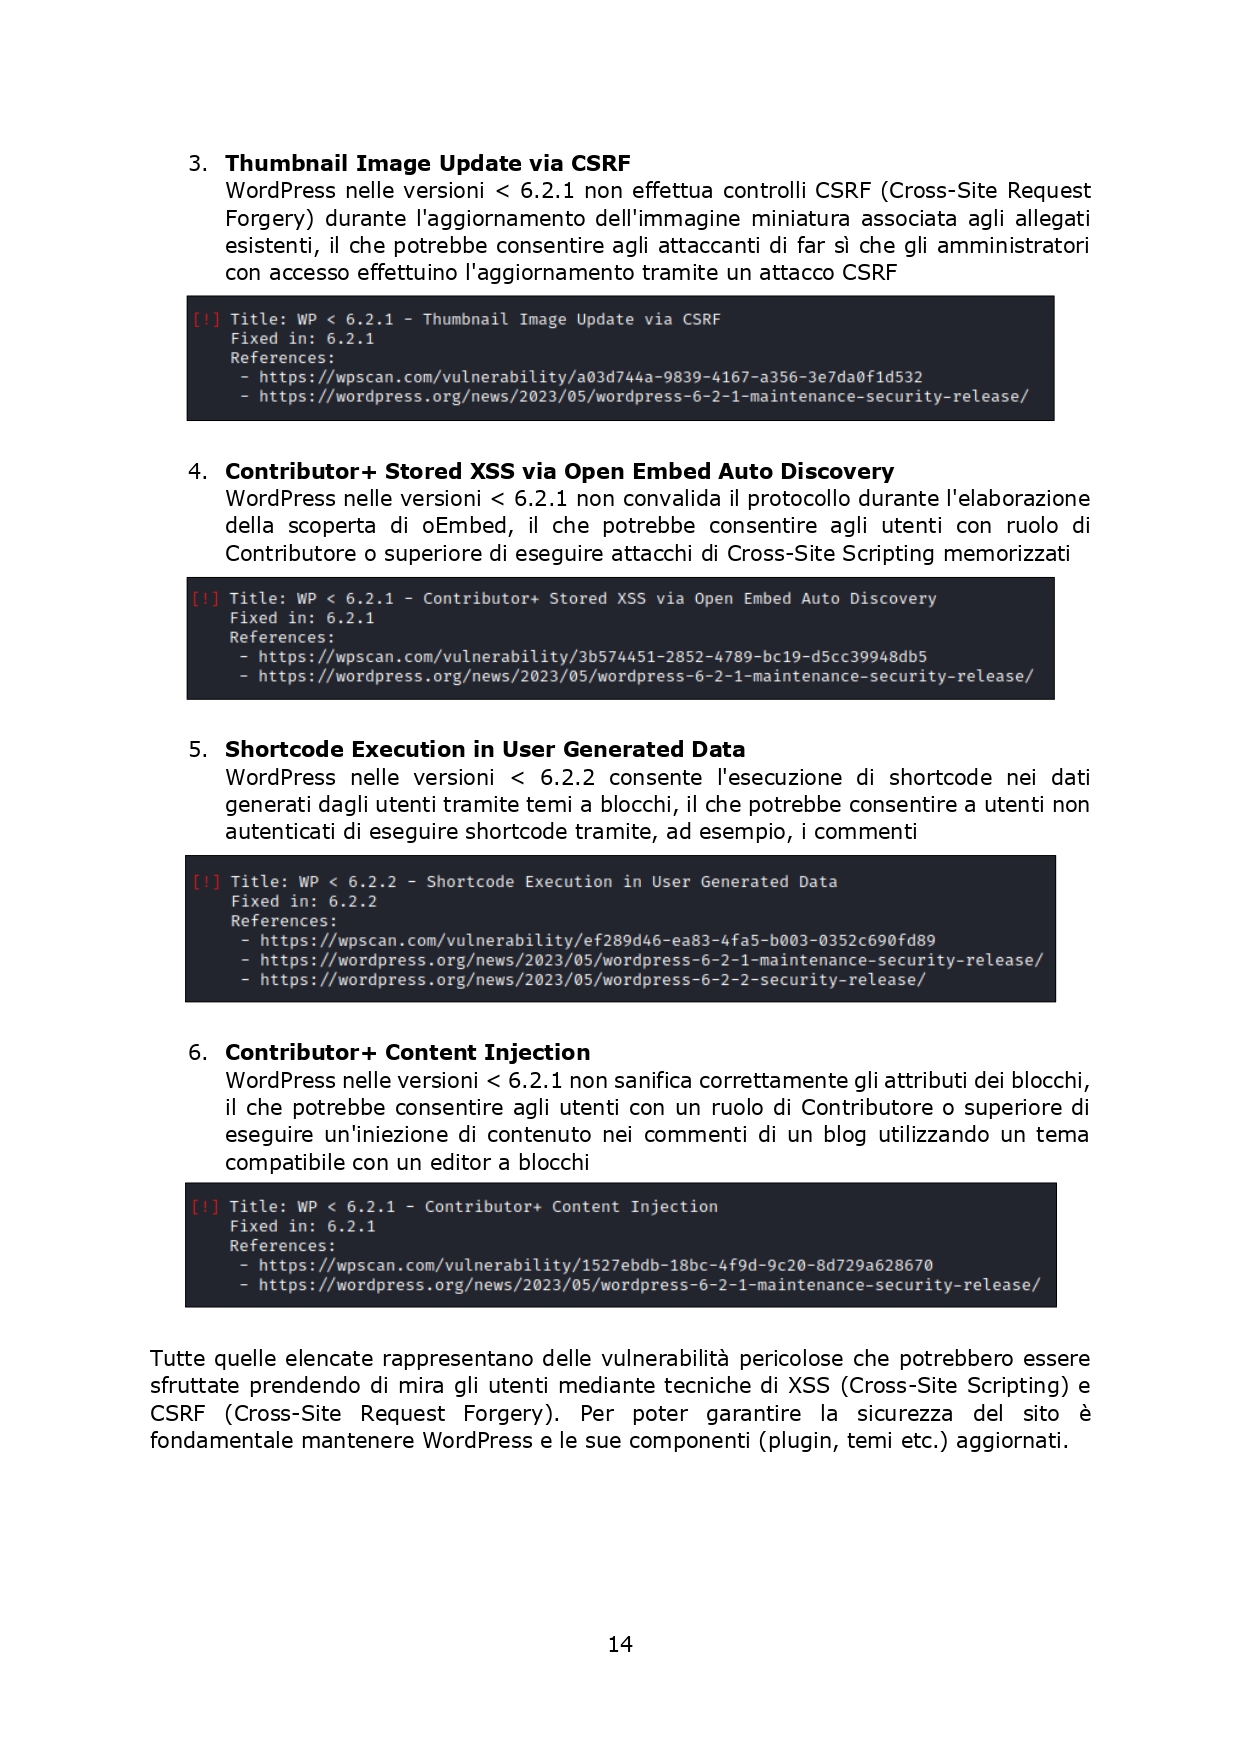 3. Thumbnail Image Update via CSRF
WordPress nelle versioni < 6.2.1 non effettua controlli CSRF (Cross-Site Request
Forgery) durante l'aggiornamento dell'immagine miniatura associata agli allegati
esistenti, il che potrebbe consentire agli attaccanti di far sì che gli amministratori
con accesso effettuino l'aggiornamento tramite un attacco CSRF
[!] Title: WP < 6.2.1 - Thumbnail Image Update via CSRF
Fixed in: 6.2.1
References:
- https://wpscan.com/vulnerability/a03d744a-9839-4167-a356-3e7da0f1d532
- https://wordpress.org/news/2023/05/wordpress-6-2-1-maintenance-security-release/
4. Contributor+ Stored XSS via Open Embed Auto Discovery
WordPress nelle versioni < 6.2.1 non convalida il protocollo durante l'elaborazione
della scoperta di oEmbed, il che potrebbe consentire agli utenti con ruolo di
Contributore o superiore di eseguire attacchi di Cross-Site Scripting memorizzati
[!] Title: WP < 6.2.1 - Contributor+ Stored XSS via Open Embed Auto Discovery
Fixed in: 6.2.1
References:
- https://wpscan.com/vulnerability/3b574451-2852-4789-bc19-d5cc39948db5
- https://wordpress.org/news/2023/05/wordpress-6-2-1-maintenance-security-release/
5. Shortcode Execution in User Generated Data
WordPress nelle versioni < 6.2.2 consente l'esecuzione di shortcode nei dati
generati dagli utenti tramite temi a blocchi, il che potrebbe consentire a utenti non
autenticati di eseguire shortcode tramite, ad esempio, i commenti
[!] Title: WP < 6.2.2 - Shortcode Execution in User Generated Data
Fixed in: 6.2.2
References:
- https://wpscan.com/vulnerability/ef289d46-ea83-4fa5-b003-0352c690fd89
- https://wordpress.org/news/2023/05/wordpress-6-2-1-maintenance-security-release/
- https://wordpress.org/news/2023/05/wordpress-6-2-2-security-release/
6. Contributor+ Content Injection
WordPress nelle versioni < 6.2.1 non sanifica correttamente gli attributi dei blocchi,
il che potrebbe consentire agli utenti con un ruolo di Contributore o superiore di
eseguire un'iniezione di contenuto nei commenti di un blog utilizzando un tema
compatibile con un editor a blocchi
[!] Title: WP < 6.2.1 - Contributor+ Content Injection
Fixed in: 6.2.1
References:
- https://wpscan.com/vulnerability/1527ebdb-18bc-4f9d-9c20-8d729a628670
- https://wordpress.org/news/2023/05/wordpress-6-2-1-maintenance-security-release/
Tutte quelle elencate rappresentano delle vulnerabilità pericolose che potrebbero essere
sfruttate prendendo di mira gli utenti mediante tecniche di XSS (Cross-Site Scripting) e
CSRF (Cross-Site Request Forgery). Per poter garantire la sicurezza del sito è
fondamentale mantenere WordPress e le sue componenti (plugin, temi etc.) aggiornati.
14